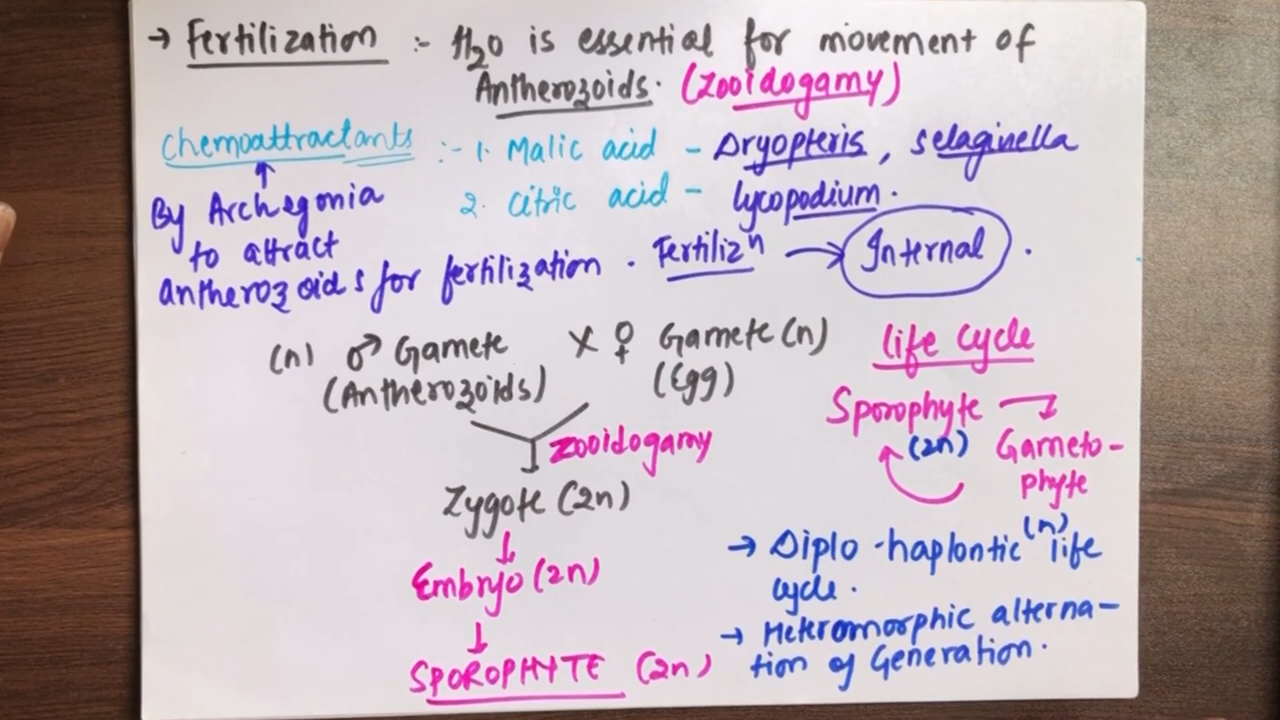 → Fertilization :- H2O is essential for movement of
Antherozoids. (Zooidogamy)
Chemoattractants :- 1. Malic acid - Dryopteris, Selaginella
2. Citric acid - Lycopodium.
By Archegonia
to attract
antherozoids for fertilization. Fertilizn → Internal.
(n) ♂ Gamete × ♀ Gamete (n)
(Antherozoids) (Egg)
Zooidogamy
Zygote (2n)
↓
Embryo (2n)
↓
SPOROPHYTE (2n)
Life Cycle
Sporophyte →
(2n) Gameto-
phyte
(n)
→ Diplo-haplontic life
cycle.
→ Heteromorphic alterna-
tion of Generation.